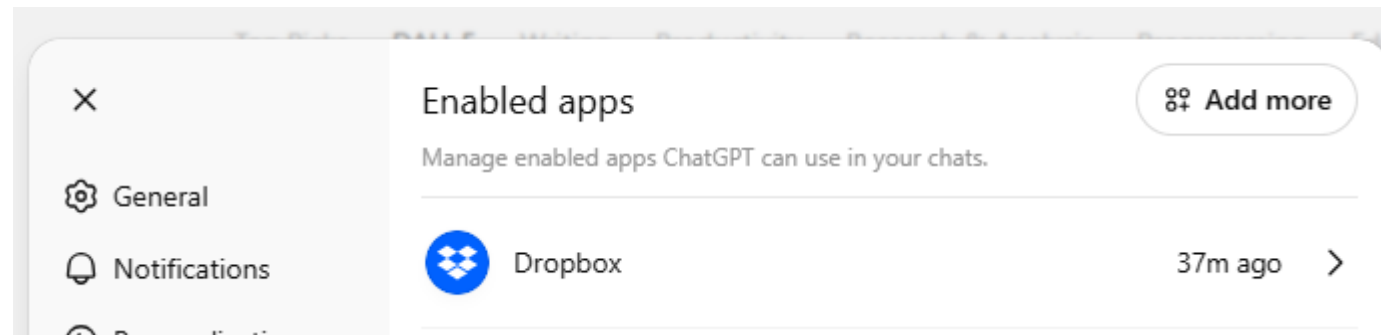 Enabled apps
Add more
Manage enabled apps ChatGPT can use in your chats.
General
Notifications
Dropbox
37m ago